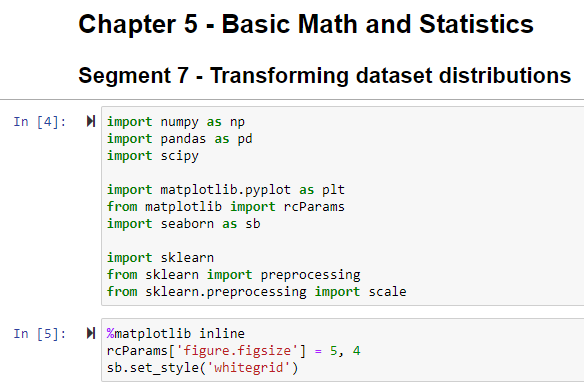 Chapter 5 - Basic Math and Statistics
Segment 7 - Transforming dataset distributions
In [4]:
import numpy as np
import pandas as pd
import scipy
import matplotlib.pyplot as plt
from matplotlib import rcParams
import seaborn as sb
import sklearn
from sklearn import preprocessing
from sklearn.preprocessing import scale
In [5]:
%matplotlib inline
rcParams['figure.figsize'] = 5, 4
sb.set_style('whitegrid')